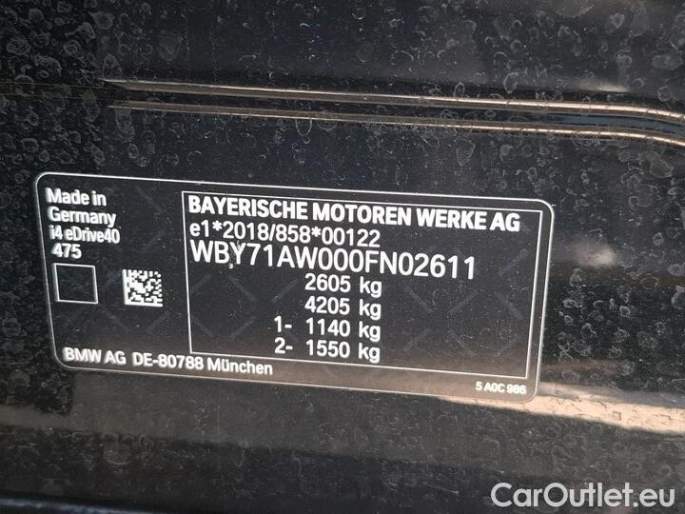 Made in
Germany
i4 eDrive40
475
BAYERISCHE MOTOREN WERKE AG
e1*2018/858*00122
WBY71AW000FN02611
2605 kg
4205 kg
1- 1140 kg
2- 1550 kg
BMW AG DE-80788 München
5 A0C 986
CarOutlet.eu